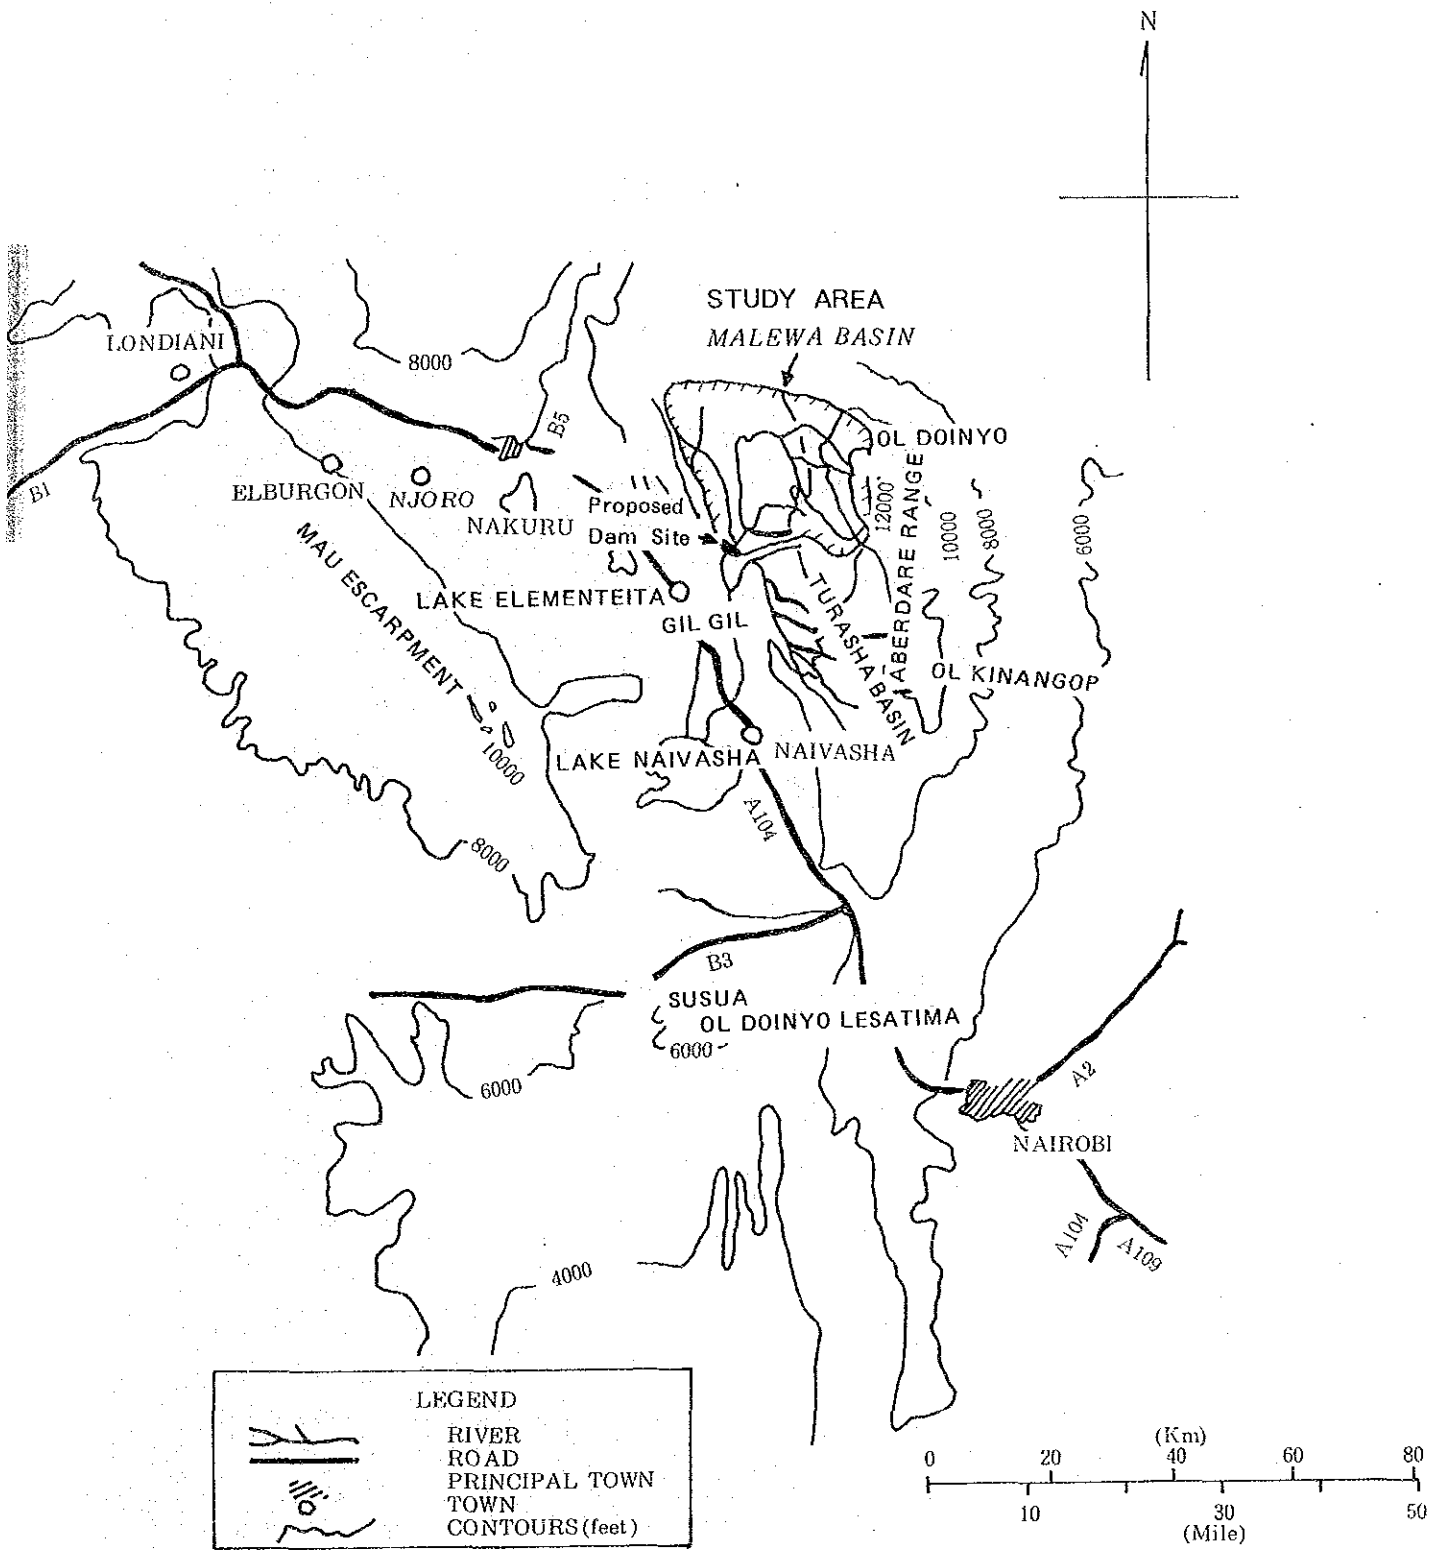 N
STUDY AREA
MALEWA BASIN
LONDIANI
8000
B5
OL DOINYO
B1
ELBURGON
NJORO
NAKURU
Proposed
Dam Site
12000
ABERDARE RANGE
10000
8000
6000
MAU ESCARPMENT
LAKE ELEMENTEITA
GIL GIL
TURASHA BASIN
OL KINANGOP
10000
LAKE NAIVASHA
NAIVASHA
A104
8000
B3
SUSUA
OL DOINYO LESATIMA
6000
6000
A2
NAIROBI
A104
A109
4000
LEGEND
RIVER
ROAD
PRINCIPAL TOWN
TOWN
CONTOURS(feet)
(Km)
0 20 40 60 80
10 30 50
(Mile)